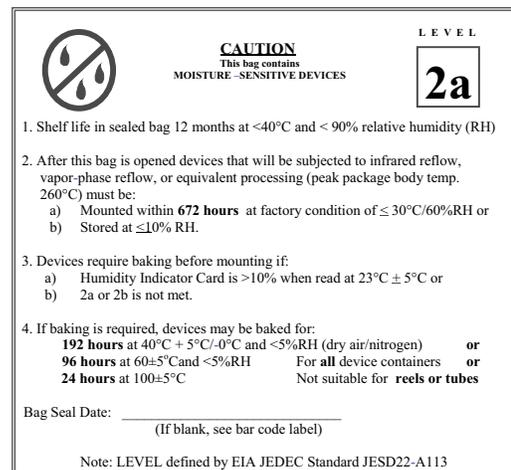 LEVEL
CAUTION
This bag contains
MOISTURE –SENSITIVE DEVICES
2a
1. Shelf life in sealed bag 12 months at <40°C and < 90% relative humidity (RH)
2. After this bag is opened devices that will be subjected to infrared reflow,
vapor-phase reflow, or equivalent processing (peak package body temp.
260°C) must be:
a) Mounted within 672 hours at factory condition of ≤ 30°C/60%RH or
b) Stored at ≤10% RH.
3. Devices require baking before mounting if:
a) Humidity Indicator Card is >10% when read at 23°C ± 5°C or
b) 2a or 2b is not met.
4. If baking is required, devices may be baked for:
192 hours at 40°C + 5°C/-0°C and <5%RH (dry air/nitrogen) or
96 hours at 60±5°Cand <5%RH For all device containers or
24 hours at 100±5°C Not suitable for reels or tubes
Bag Seal Date: ______________________________
(If blank, see bar code label)
Note: LEVEL defined by EIA JEDEC Standard JESD22-A113